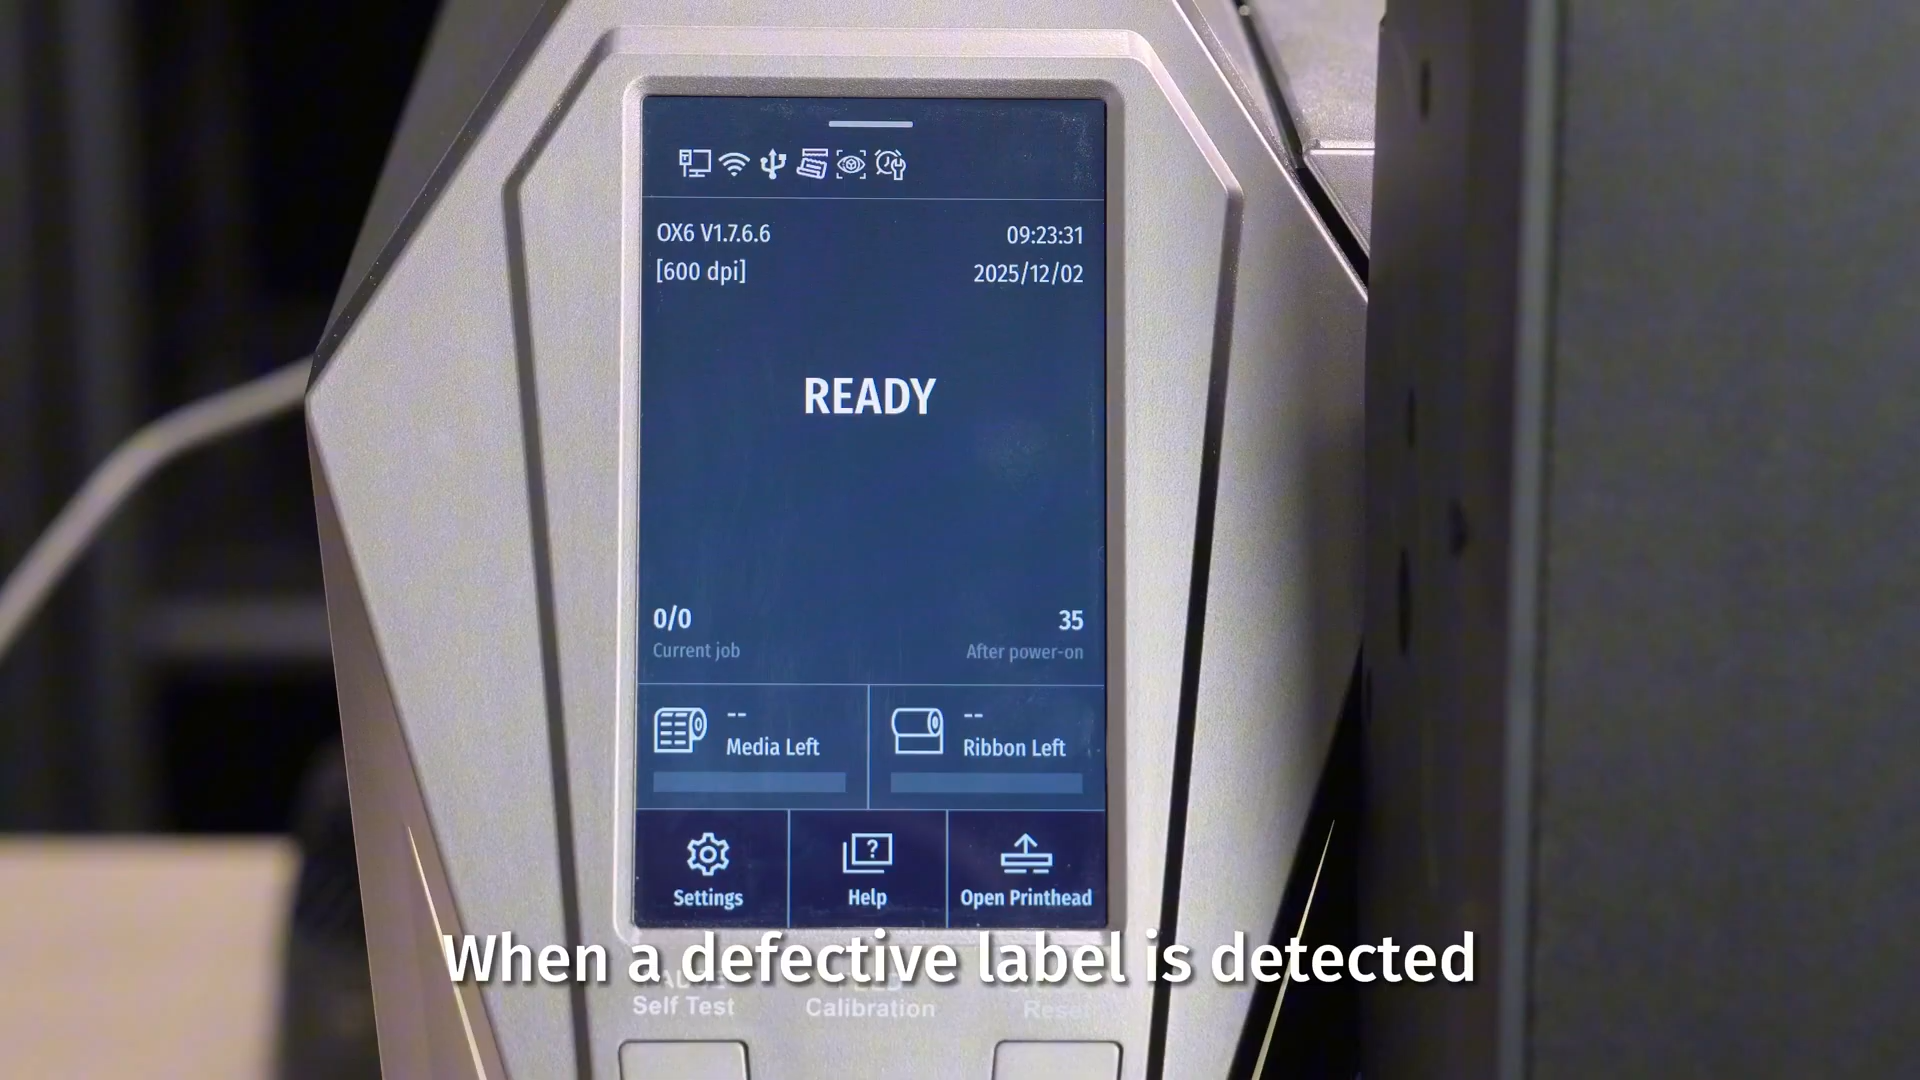 OX6 V1.7.6.6
09:23:31
[600 dpi]
2025/12/02
READY
0/0
35
Current job
After power-on
--
Media Left
--
Ribbon Left
Settings
Help
Open Printhead
When a defective label is detected
Self Test
Calibration
Reset